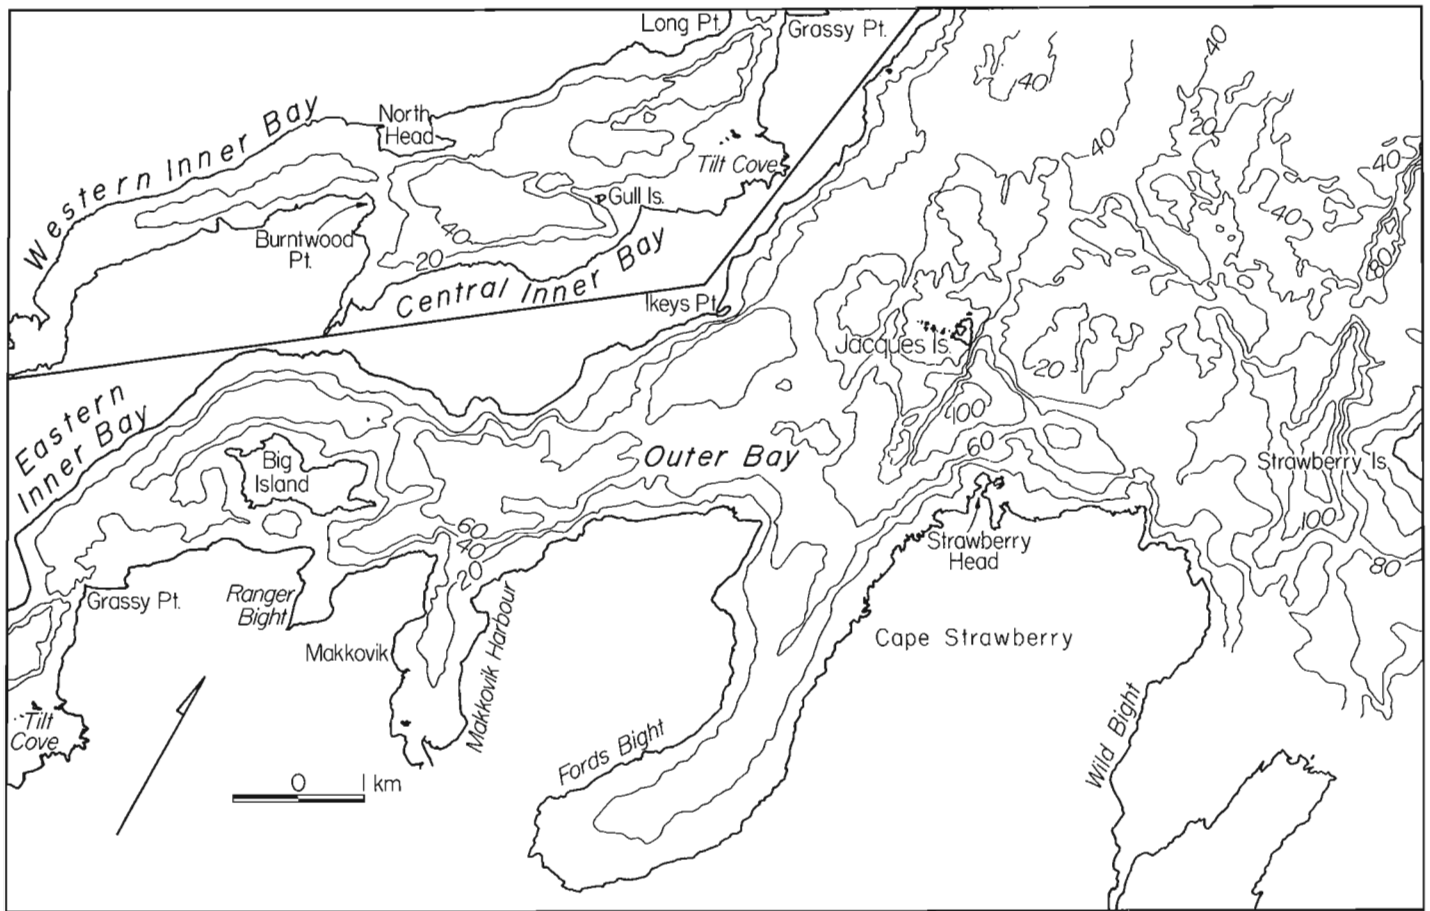 Long Pt.
Grassy Pt.
40
40
North
Head
Western Inner Bay
20
40
40
Tilt Cove
Gull Is.
40
40
Burntwood
Pt.
20
80
Central Inner Bay
Ikeys Pt.
Jacques Is.
20
Eastern
Inner Bay
100
60
Outer Bay
Big
Island
Strawberry Is.
60
40
20
100
Strawberry
Head
80
Grassy Pt.
Ranger
Bight
Makkovik
Makkovik Harbour
Cape Strawberry
Tilt
Cove
Fords Bight
Wild Bight
0 1 km